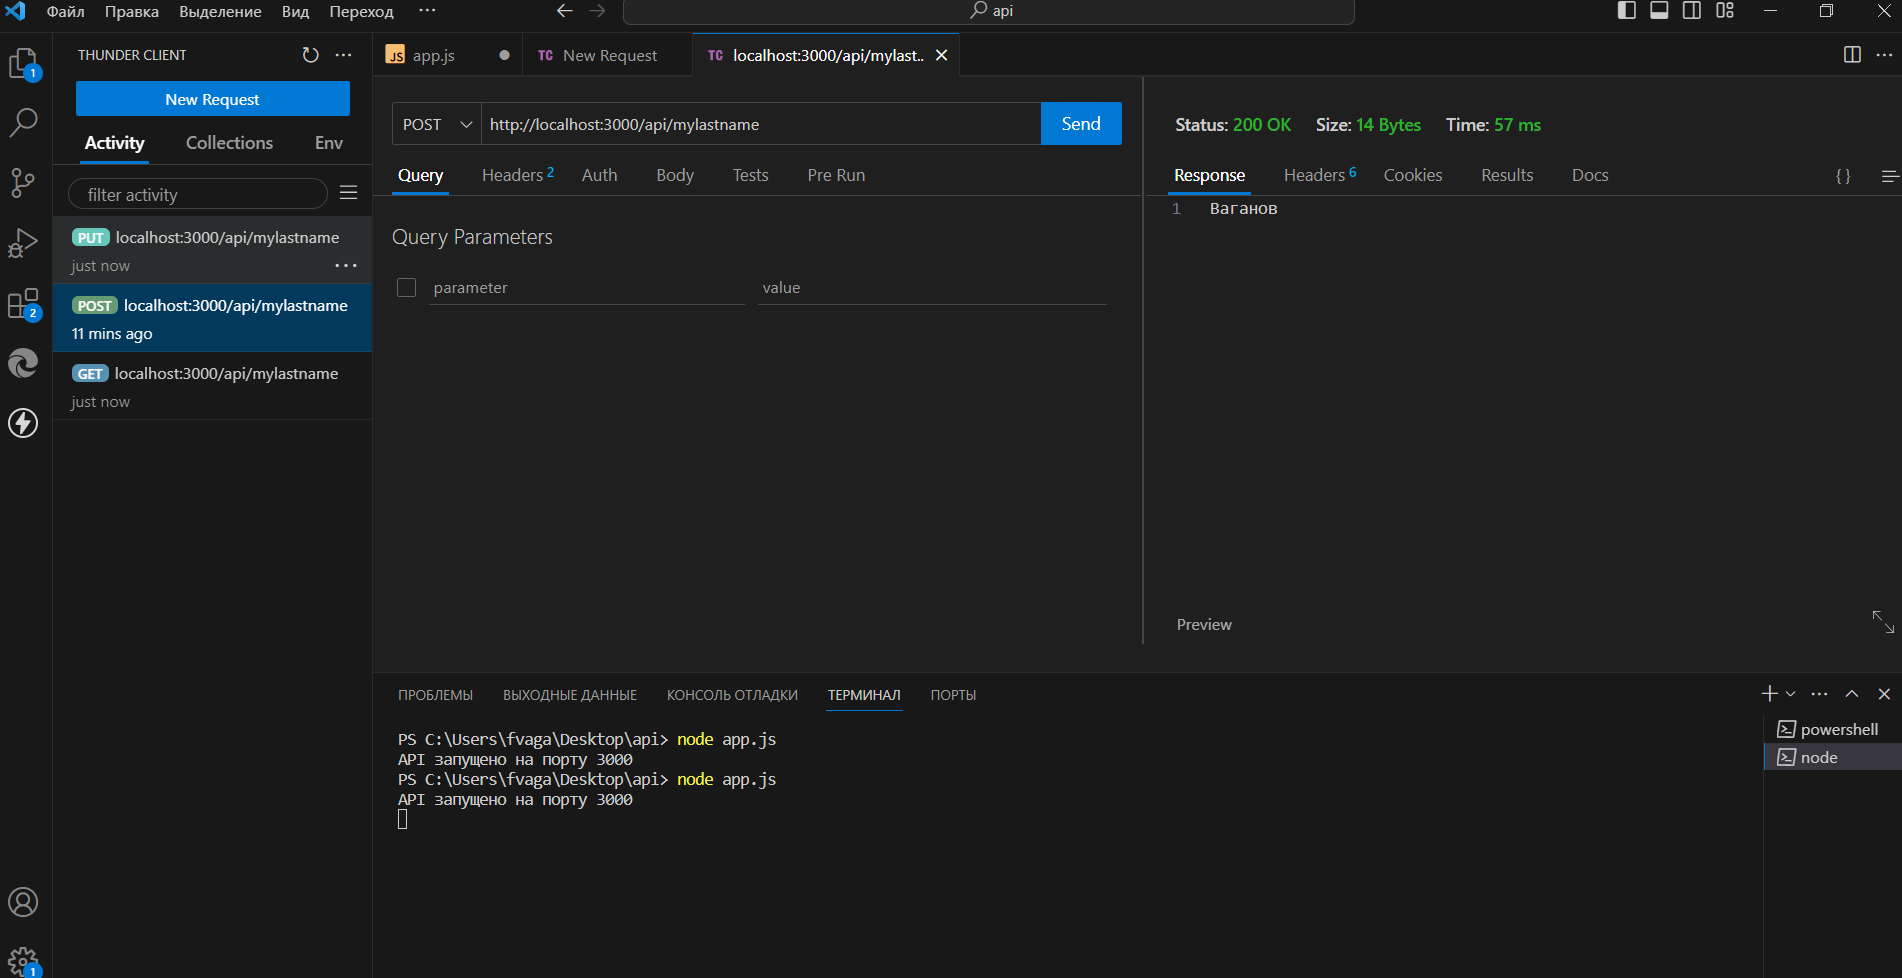 Файл Правка Выделение Вид Переход ··· api
THUNDER CLIENT ···
New Request
Activity Collections Env
filter activity
PUT localhost:3000/api/mylastname
just now ···
POST localhost:3000/api/mylastname
11 mins ago
GET localhost:3000/api/mylastname
just now
1
2
1
JS app.js
TC New Request
TC localhost:3000/api/mylast..
POST http://localhost:3000/api/mylastname Send
Query Headers 2 Auth Body Tests Pre Run
Query Parameters
parameter value
Status: 200 OK Size: 14 Bytes Time: 57 ms
Response Headers 6 Cookies Results Docs { }
1 Ваганов
Preview
ПРОБЛЕМЫ ВЫХОДНЫЕ ДАННЫЕ КОНСОЛЬ ОТЛАДКИ ТЕРМИНАЛ ПОРТЫ
PS C:\Users\fvaga\Desktop\api> node app.js
API запущено на порту 3000
PS C:\Users\fvaga\Desktop\api> node app.js
API запущено на порту 3000
powershell
node